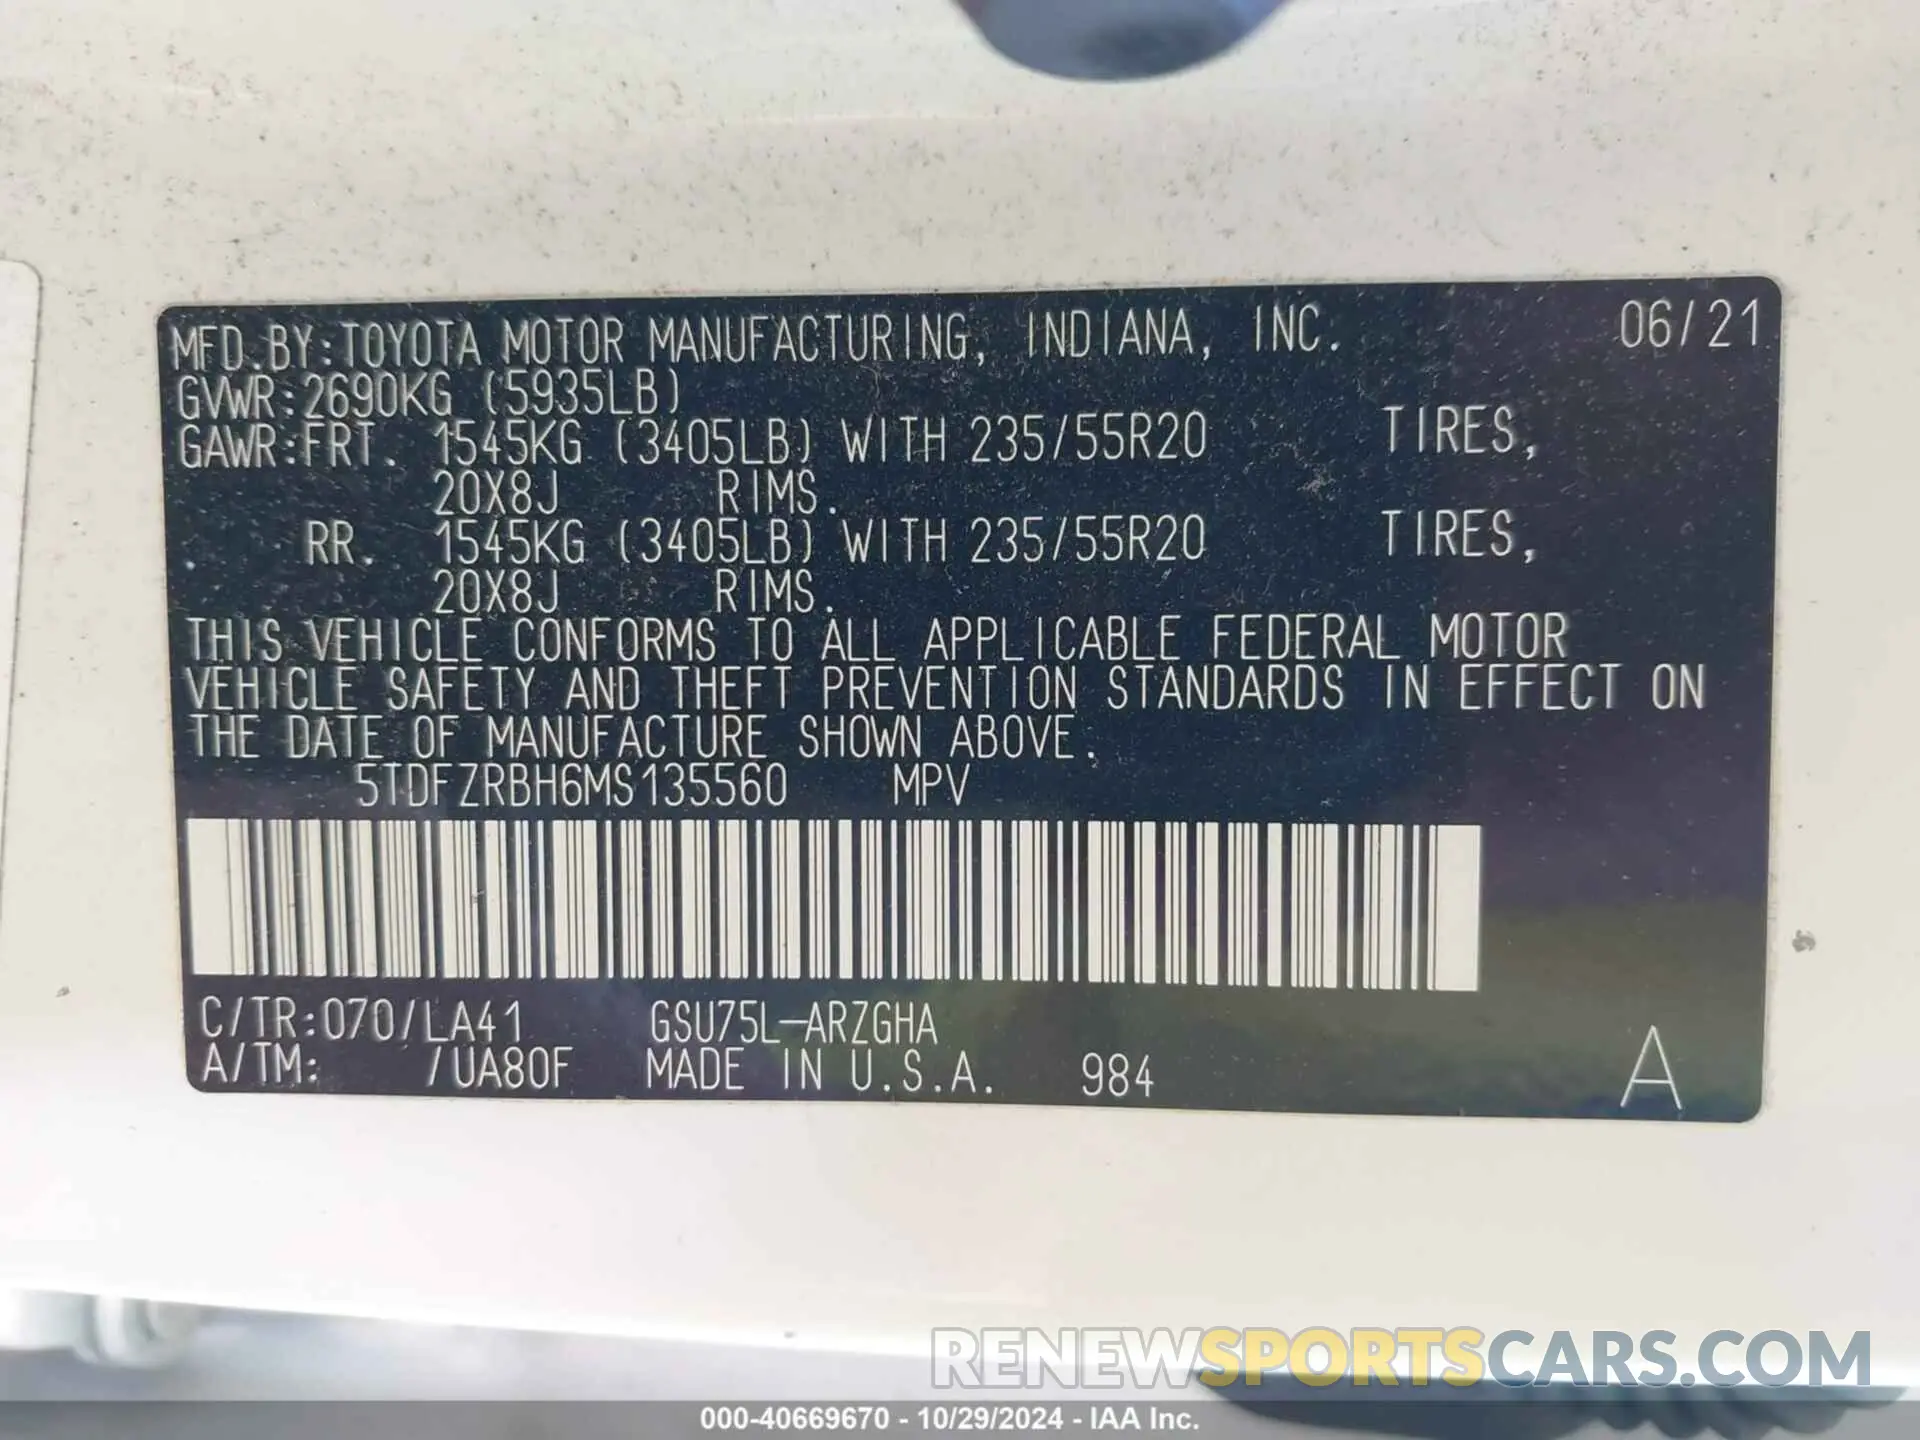 MFD.BY:TOYOTA MOTOR MANUFACTURING, INDIANA, INC. 06/21
GVWR:2690KG (5935LB)
GAWR:FRT. 1545KG (3405LB) WITH 235/55R20 TIRES,
20X8J RIMS.
RR. 1545KG (3405LB) WITH 235/55R20 TIRES,
20X8J RIMS.
THIS VEHICLE CONFORMS TO ALL APPLICABLE FEDERAL MOTOR
VEHICLE SAFETY AND THEFT PREVENTION STANDARDS IN EFFECT ON
THE DATE OF MANUFACTURE SHOWN ABOVE.
5TDFZRBH6MS135560 MPV
C/TR:070/LA41 GSU75L-ARZGHA
A/TM: /UA80F MADE IN U.S.A. 984 A
RENEWSPORTSCARS.COM
000-40669670 - 10/29/2024 - IAA Inc.